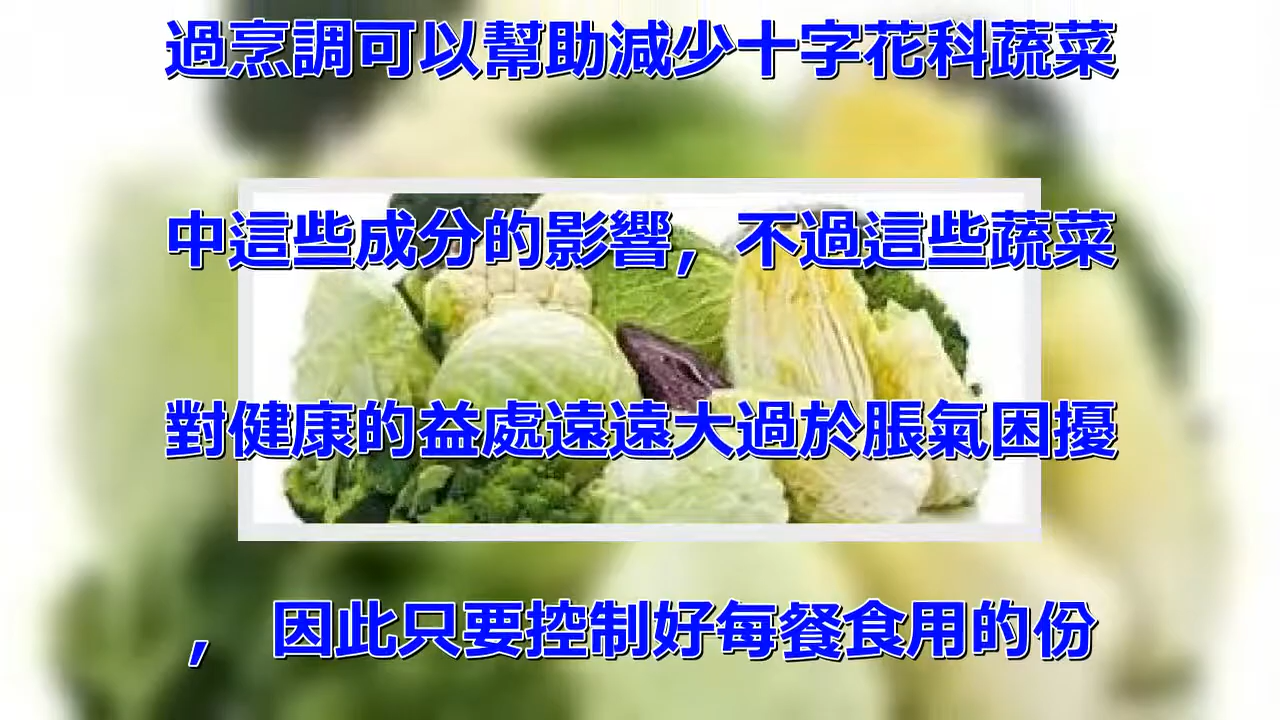 過烹調可以幫助減少十字花科蔬菜
中這些成分的影響，不過這些蔬菜
對健康的益處遠遠大過於脹氣困擾
， 因此只要控制好每餐食用的份